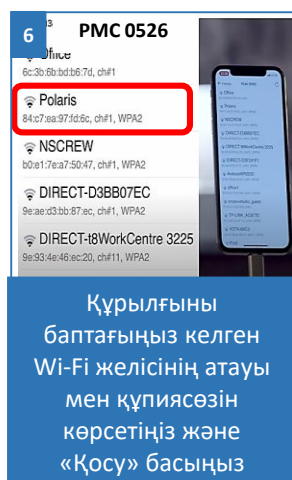 6
PMC 0526
Office
6c:3b:6b:bd:b6:7d, ch#1
Polaris
84:c7:ea:97:fd:6c, ch#1, WPA2
NSCREW
b0:e1:7e:a7:50:47, ch#1, WPA2
DIRECT-D3BB07EC
9e:ae:d3:bb:87:ec, ch#1, WPA2
DIRECT-t8WorkCentre 3225
9e:93:4e:46:ec:20, ch#11, WPA2
Құрылғыны
баптағыңыз келген
Wi-Fi желісінің атауы
мен құпиясөзін
көрсетіңіз және
«Қосу» басыңыз